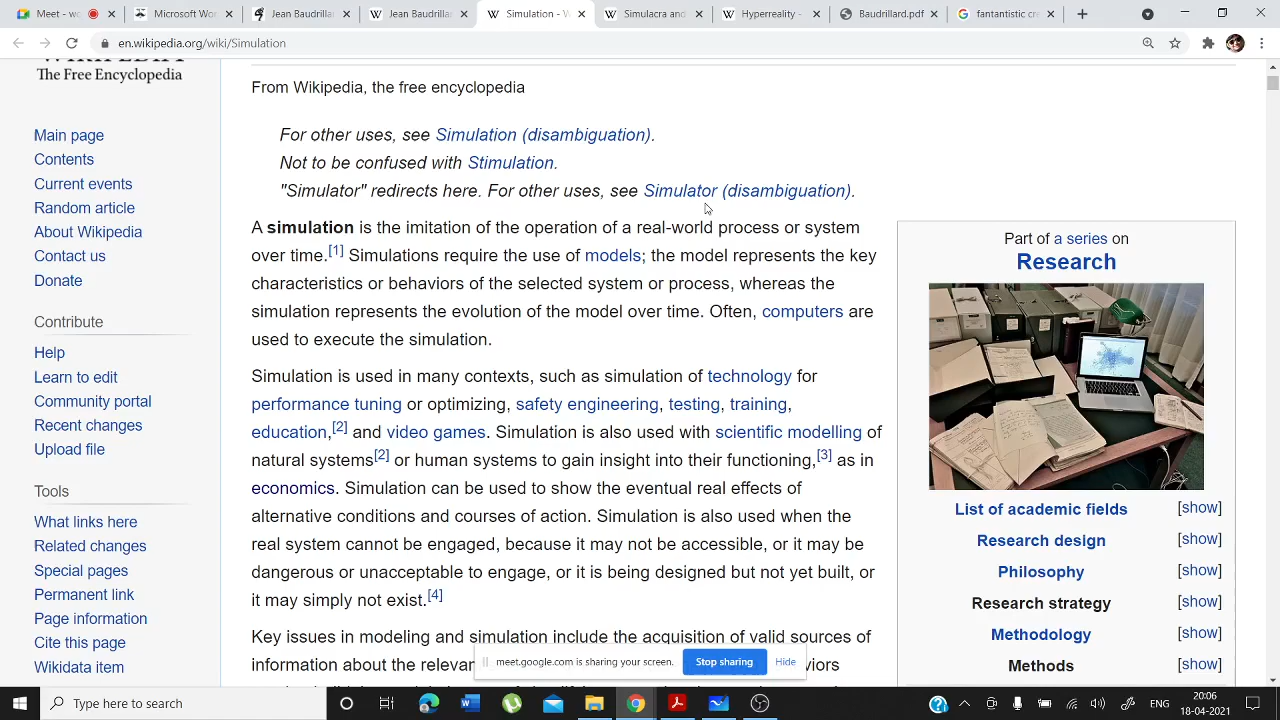 Meet - w
Microsoft Wo
Jean Baudrillar
Jean Baudrillar
Simulation - W
Simulacra and
Hyperreality -
Baudrillard.pdf
fantantistic cre
en.wikipedia.org/wiki/Simulation
The Free Encyclopedia
Main page
Contents
Current events
Random article
About Wikipedia
Contact us
Donate
Contribute
Help
Learn to edit
Community portal
Recent changes
Upload file
Tools
What links here
Related changes
Special pages
Permanent link
Page information
Cite this page
Wikidata item
From Wikipedia, the free encyclopedia
For other uses, see Simulation (disambiguation).
Not to be confused with Stimulation.
"Simulator" redirects here. For other uses, see Simulator (disambiguation).
A simulation is the imitation of the operation of a real-world process or system
over time.[1] Simulations require the use of models; the model represents the key
characteristics or behaviors of the selected system or process, whereas the
simulation represents the evolution of the model over time. Often, computers are
used to execute the simulation.
Simulation is used in many contexts, such as simulation of technology for
performance tuning or optimizing, safety engineering, testing, training,
education,[2] and video games. Simulation is also used with scientific modelling of
natural systems[2] or human systems to gain insight into their functioning,[3] as in
economics. Simulation can be used to show the eventual real effects of
alternative conditions and courses of action. Simulation is also used when the
real system cannot be engaged, because it may not be accessible, or it may be
dangerous or unacceptable to engage, or it is being designed but not yet built, or
it may simply not exist.[4]
Key issues in modeling and simulation include the acquisition of valid sources of
information about the releva
Part of a series on
Research
List of academic fields [show]
Research design [show]
Philosophy [show]
Research strategy [show]
Methodology [show]
Methods [show]
meet.google.com is sharing your screen. Stop sharing Hide
Type here to search
ENG
20:06
18-04-2021